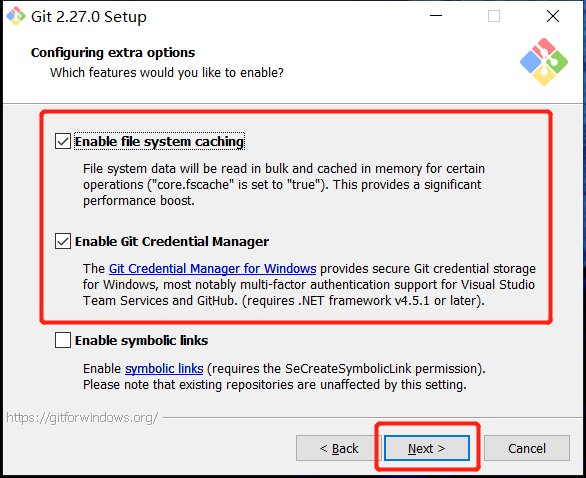 Git 2.27.0 Setup
Configuring extra options
Which features would you like to enable?
Enable file system caching
File system data will be read in bulk and cached in memory for certain
operations ("core.fscache" is set to "true"). This provides a significant
performance boost.
Enable Git Credential Manager
The Git Credential Manager for Windows provides secure Git credential storage
for Windows, most notably multi-factor authentication support for Visual Studio
Team Services and GitHub. (requires .NET framework v4.5.1 or later).
Enable symbolic links
Enable symbolic links (requires the SeCreateSymbolicLink permission).
Please note that existing repositories are unaffected by this setting.
https://gitforwindows.org/
< Back Next > Cancel